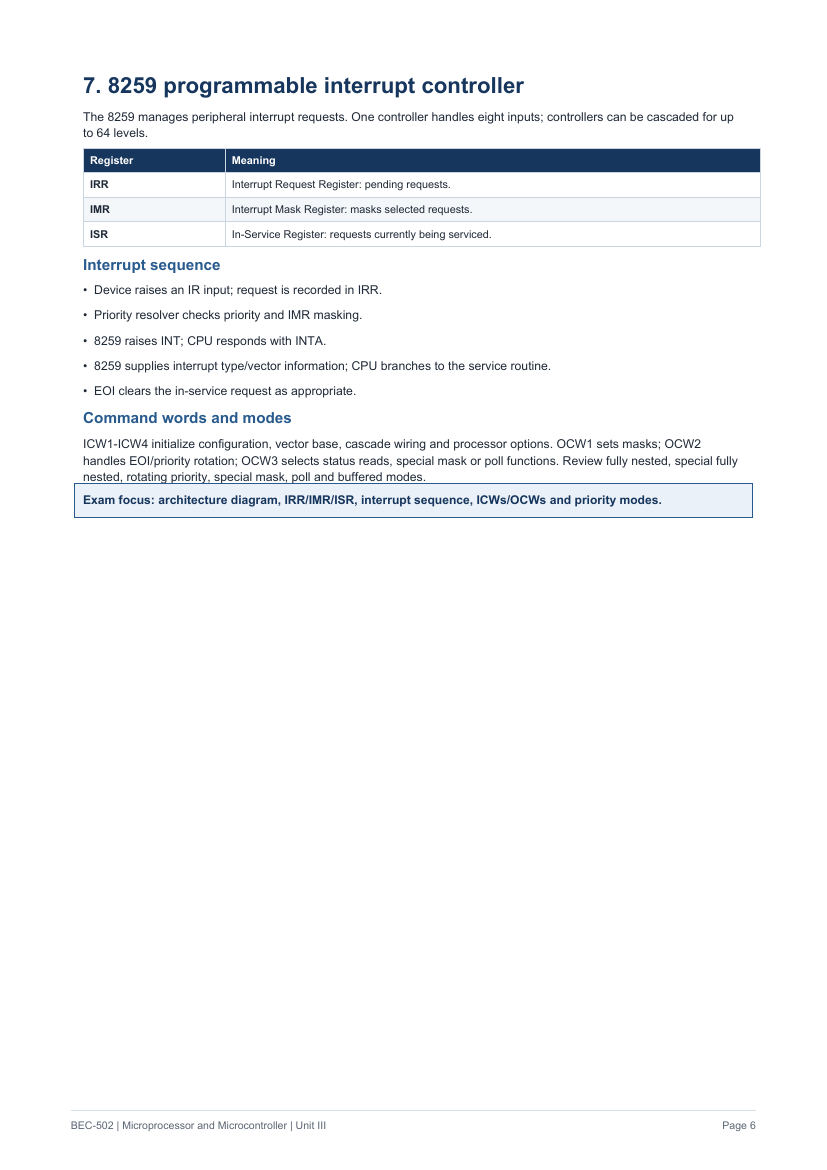 7. 8259 programmable interrupt controller
The 8259 manages peripheral interrupt requests. One controller handles eight inputs; controllers can be cascaded for up
to 64 levels.
Register Meaning
IRR Interrupt Request Register: pending requests.
IMR Interrupt Mask Register: masks selected requests.
ISR In-Service Register: requests currently being serviced.
Interrupt sequence
• Device raises an IR input; request is recorded in IRR.
• Priority resolver checks priority and IMR masking.
• 8259 raises INT; CPU responds with INTA.
• 8259 supplies interrupt type/vector information; CPU branches to the service routine.
• EOI clears the in-service request as appropriate.
Command words and modes
ICW1-ICW4 initialize configuration, vector base, cascade wiring and processor options. OCW1 sets masks; OCW2
handles EOI/priority rotation; OCW3 selects status reads, special mask or poll functions. Review fully nested, special fully
nested, rotating priority, special mask, poll and buffered modes.
Exam focus: architecture diagram, IRR/IMR/ISR, interrupt sequence, ICWs/OCWs and priority modes.
BEC-502 | Microprocessor and Microcontroller | Unit III Page 6